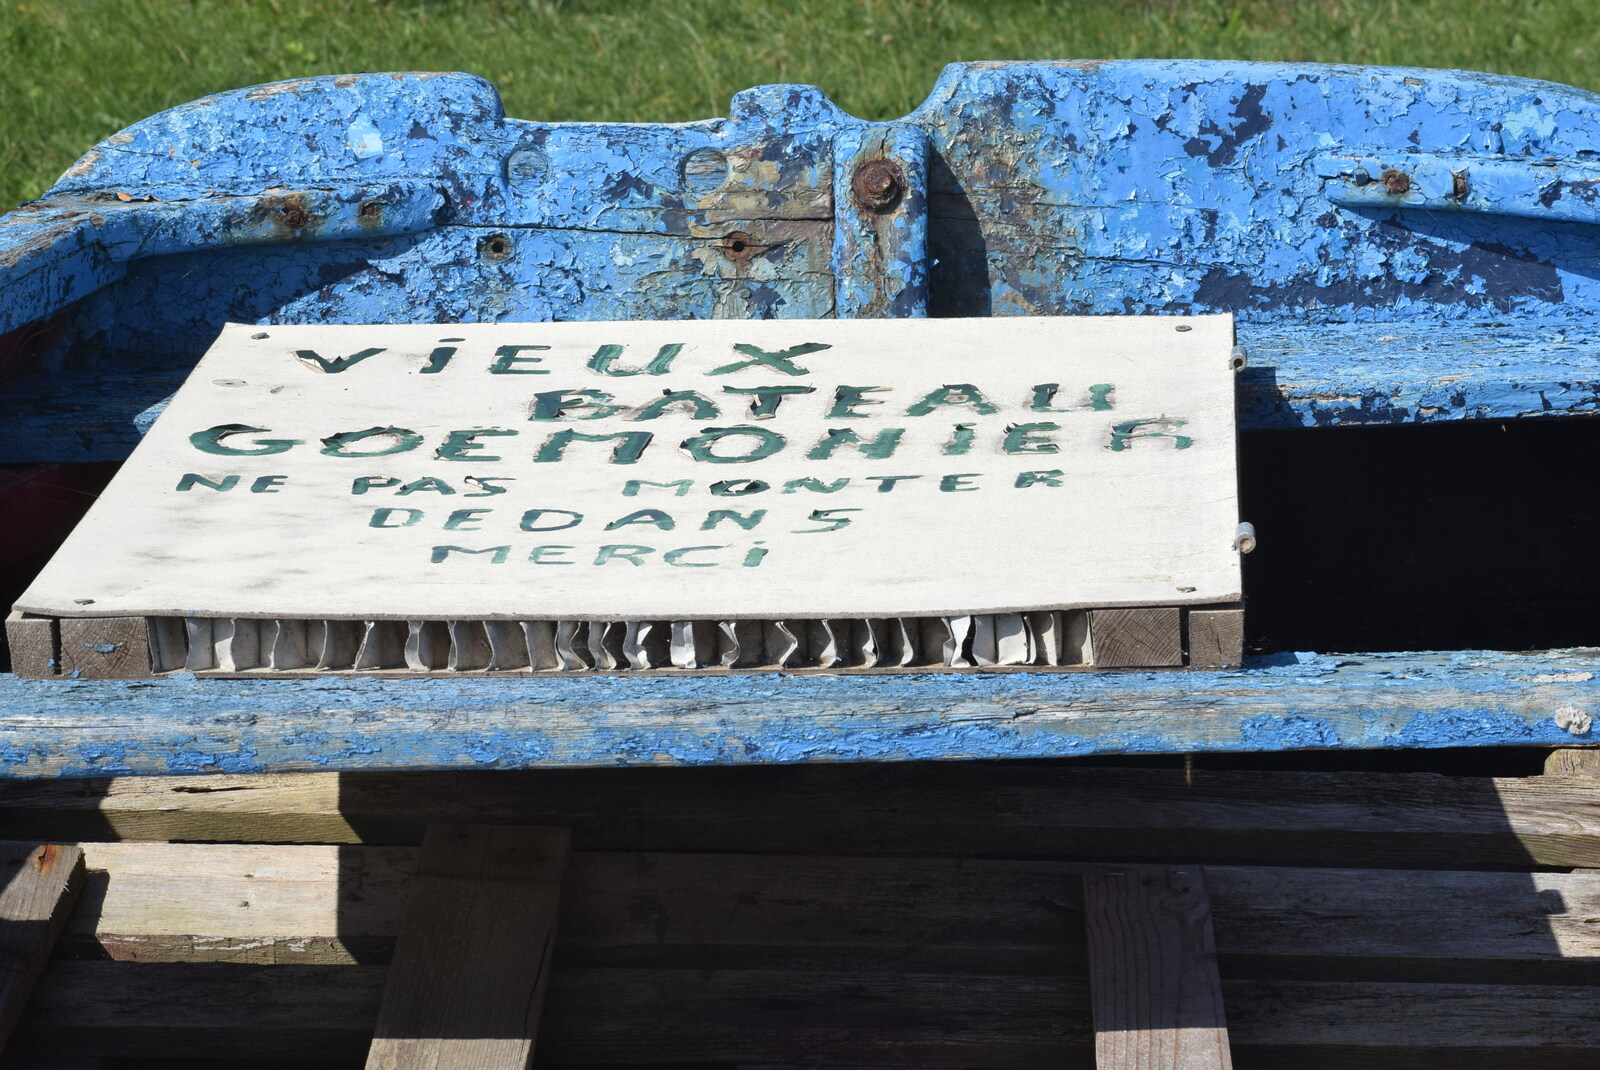 ViEUX
BATEAU
GOEMONiER
NE PAS MONTER
DEDANS
MERCi